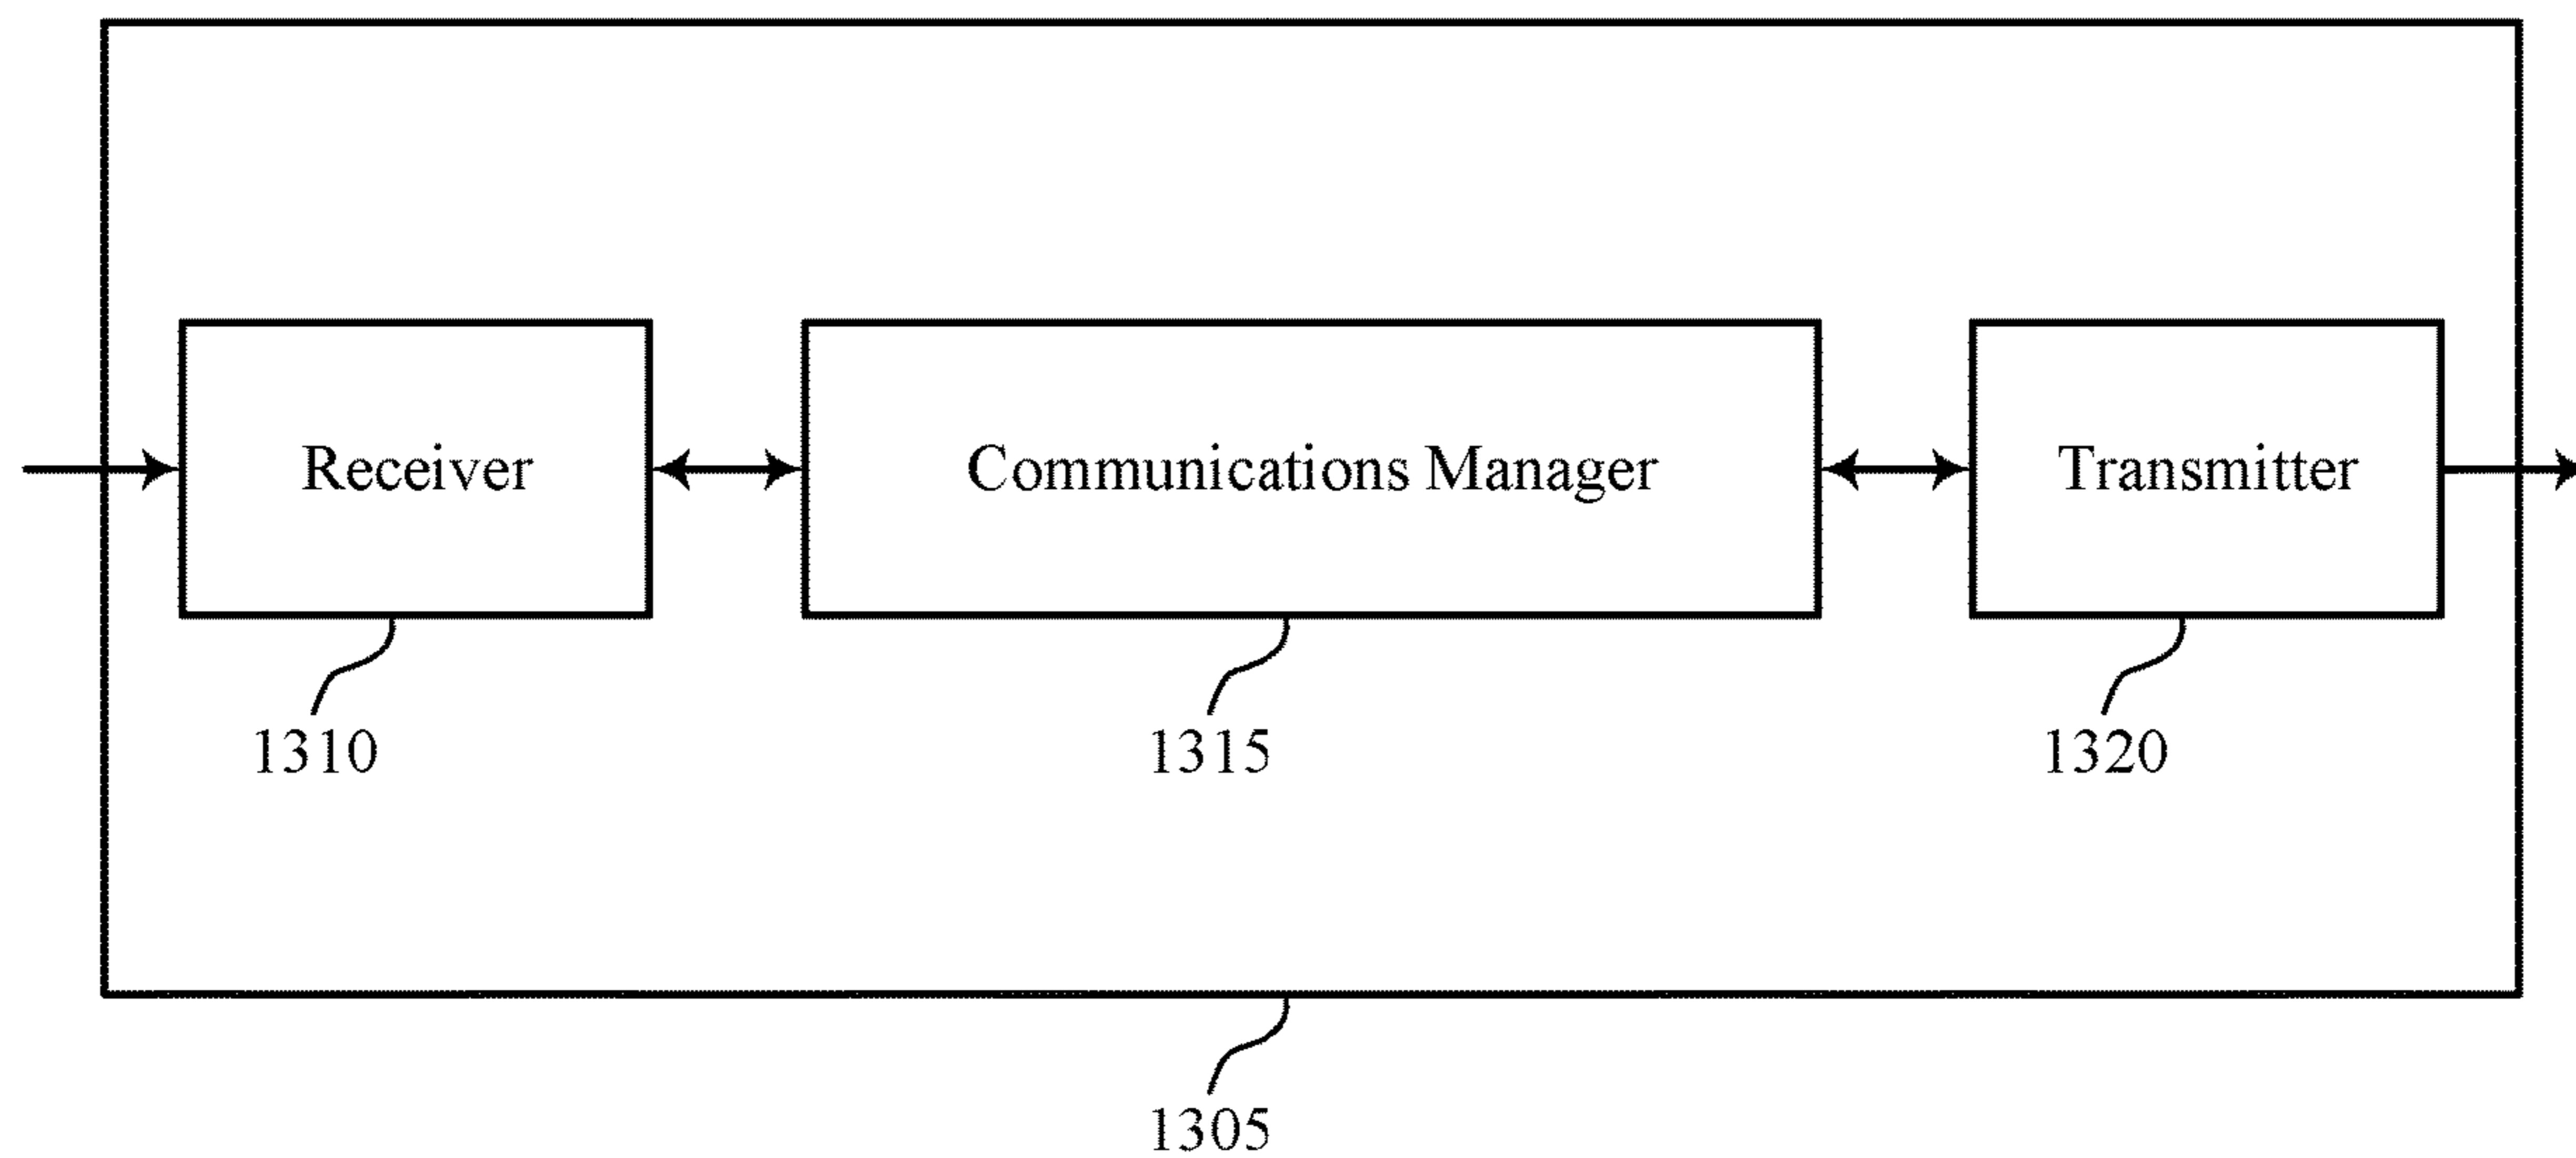 Receiver
Communications Manager
Transmitter
1310
1315
1320
1305